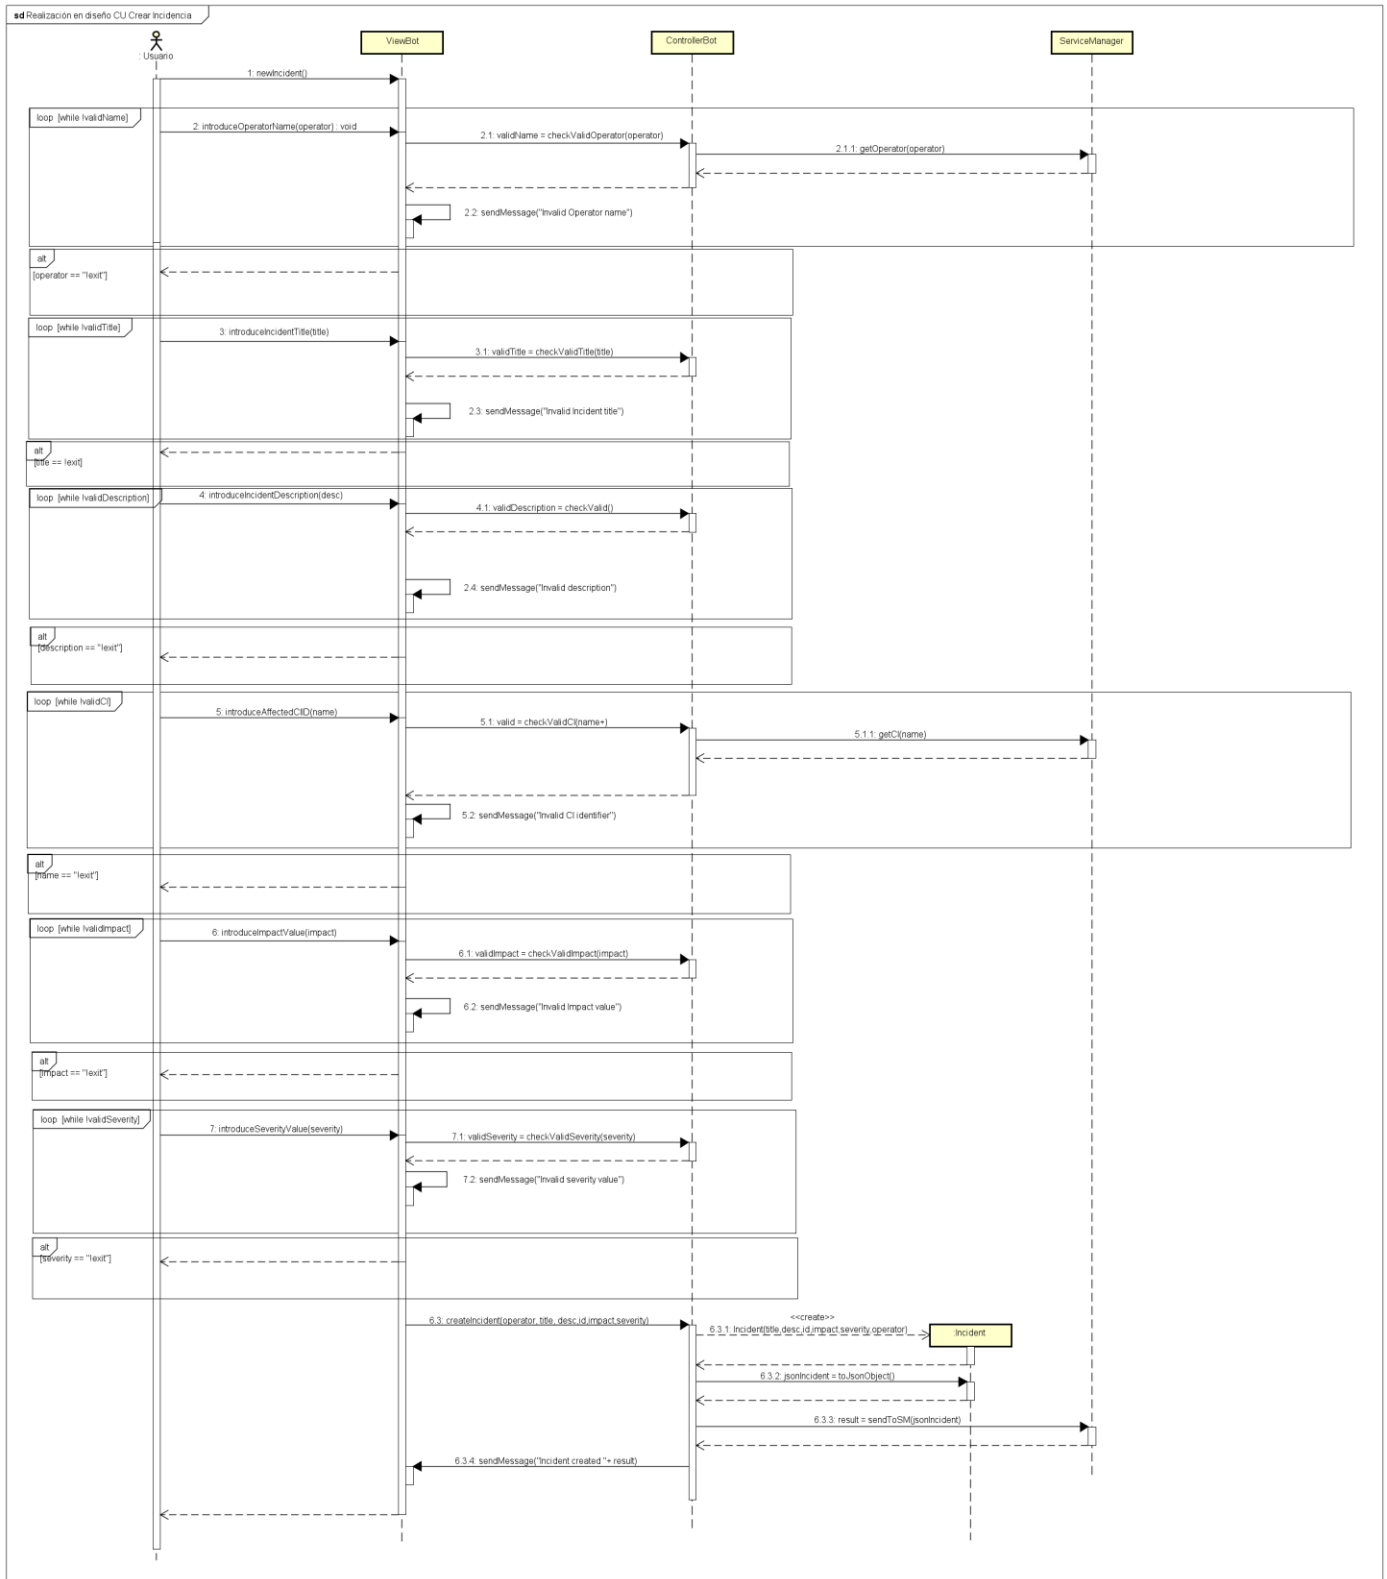 sd Realización en diseño CU Crear Incidencia
: Usuario
ViewBot
ControllerBot
ServiceManager
1: newIncident()
loop [while !validName]
2: introduceOperatorName(operator) : void
2.1: validName = checkValidOperator(operator)
2.1.1: getOperator(operator)
2.2: sendMessage("Invalid Operator name")
alt
[operator == "!exit"]
loop [while !validTitle]
3: introduceIncidentTitle(title)
3.1: validTitle = checkValidTitle(title)
2.3: sendMessage("Invalid Incident title")
alt
[title == !exit]
loop [while !validDescription]
4: introduceIncidentDescription(desc)
4.1: validDescription = checkValid()
2.4: sendMessage("Invalid description")
alt
[description == "!exit"]
loop [while !validCI]
5: introduceAffectedCIID(name)
5.1: valid = checkValidCI(name+)
5.1.1: getCI(name)
5.2: sendMessage("Invalid CI identifier")
alt
[name == "!exit"]
loop [while !validImpact]
6: introduceImpactValue(impact)
6.1: validImpact = checkValidImpact(impact)
6.2: sendMessage("Invalid Impact value")
alt
[impact == "!exit"]
loop [while !validSeverity]
7: introduceSeverityValue(severity)
7.1: validSeverity = checkValidSeverity(severity)
7.2: sendMessage("Invalid severity value")
alt
[severity == "!exit"]
6.3: createIncident(operator, title, desc,id,impact,severity)
<<create>>
6.3.1: Incident(title,desc,id,impact,severity,operator)
:Incident
6.3.2: jsonIncident = toJsonObject()
6.3.3: result = sendToSM(jsonIncident)
6.3.4: sendMessage("Incident created "+ result)